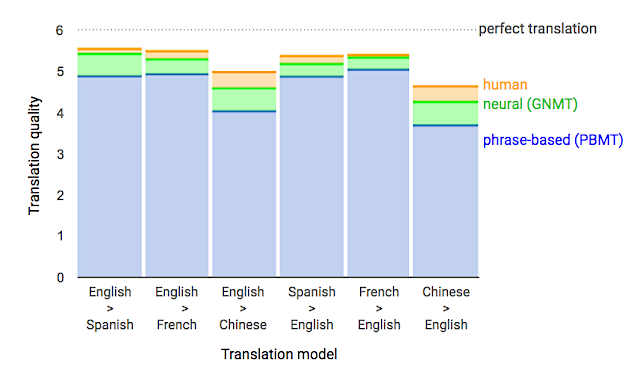 6
perfect translation
5
human
neural (GNMT)
4
phrase-based (PBMT)
3
2
1
0
Translation quality
English > Spanish
English > French
English > Chinese
Spanish > English
French > English
Chinese > English
Translation model